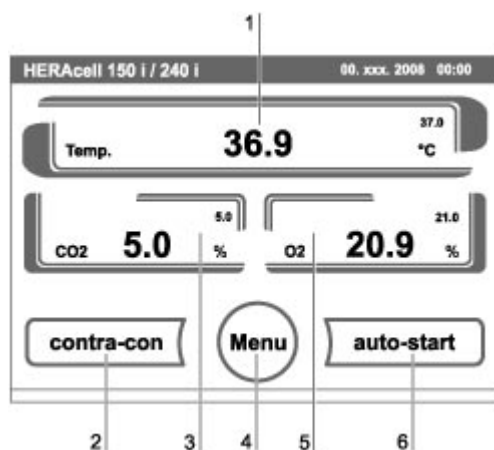 1
HERAcell 150 i / 240 i 00. xxx. 2008 00:00
37.0
Temp. 36.9 °C
5.0 21.0
CO2 5.0 % O2 20.9 %
contra-con Menu auto-start
2 3 4 5 6